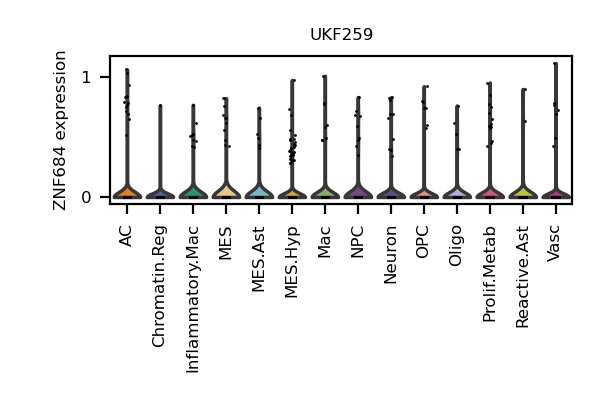 UKF259
ZNF684 expression
1
0
AC
Chromatin.Reg
Inflammatory.Mac
MES
MES.Ast
MES.Hyp
Mac
NPC
Neuron
OPC
Oligo
Prolif.Metab
Reactive.Ast
Vasc